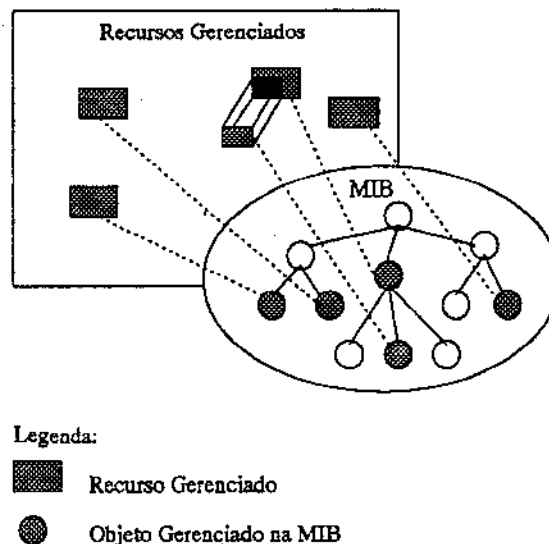 Recursos Gerenciados
MIB
Legenda:
Recurso Gerenciado
Objeto Gerenciado na MIB